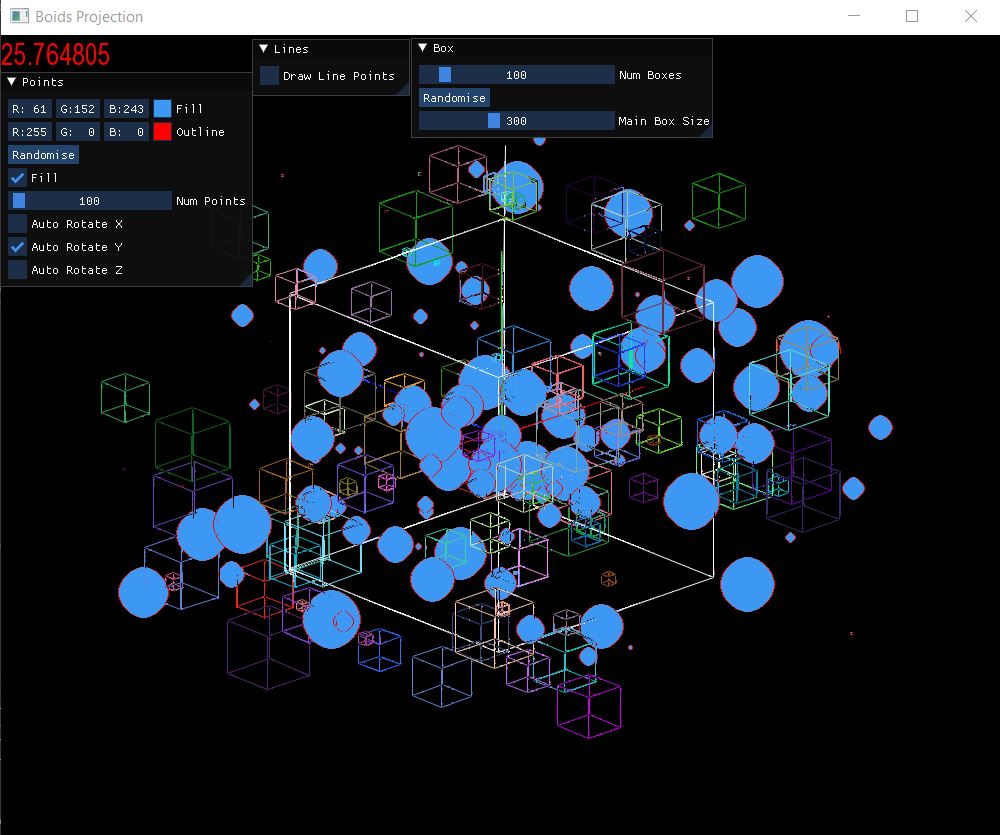 Boids Projection
25.764805
Points
R: 61 G:152 B:243 Fill
R:255 G: 0 B: 0 Outline
Randomise
Fill
100 Num Points
Auto Rotate X
Auto Rotate Y
Auto Rotate Z
Lines
Draw Line Points
Box
100 Num Boxes
Randomise
300 Main Box Size